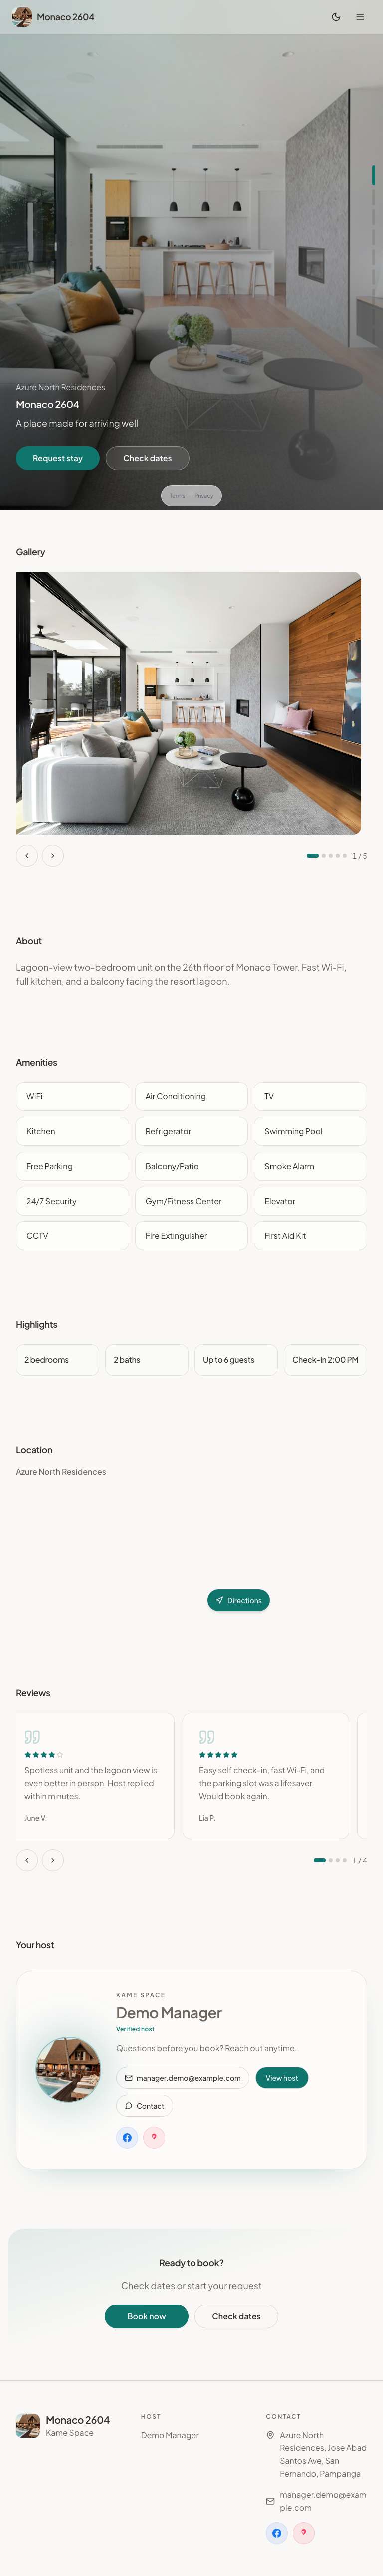 Monaco 2604
Azure North Residences
Monaco 2604
A place made for arriving well
Request stay
Check dates
Terms
Privacy
Gallery
1 / 5
About
Lagoon-view two-bedroom unit on the 26th floor of Monaco Tower. Fast Wi-Fi,
full kitchen, and a balcony facing the resort lagoon.
Amenities
WiFi
Air Conditioning
TV
Kitchen
Refrigerator
Swimming Pool
Free Parking
Balcony/Patio
Smoke Alarm
24/7 Security
Gym/Fitness Center
Elevator
CCTV
Fire Extinguisher
First Aid Kit
Highlights
2 bedrooms
2 baths
Up to 6 guests
Check-in 2:00 PM
Location
Azure North Residences
Directions
Reviews
Spotless unit and the lagoon view is
even better in person. Host replied
within minutes.
June V.
Easy self check-in, fast Wi-Fi, and
the parking slot was a lifesaver.
Would book again.
Lia P.
1 / 4
Your host
KAME SPACE
Demo Manager
Verified host
Questions before you book? Reach out anytime.
manager.demo@example.com
View host
Contact
Ready to book?
Check dates or start your request
Book now
Check dates
Monaco 2604
Kame Space
HOST
Demo Manager
CONTACT
Azure North
Residences, Jose Abad
Santos Ave, San
Fernando, Pampanga
manager.demo@exam
ple.com